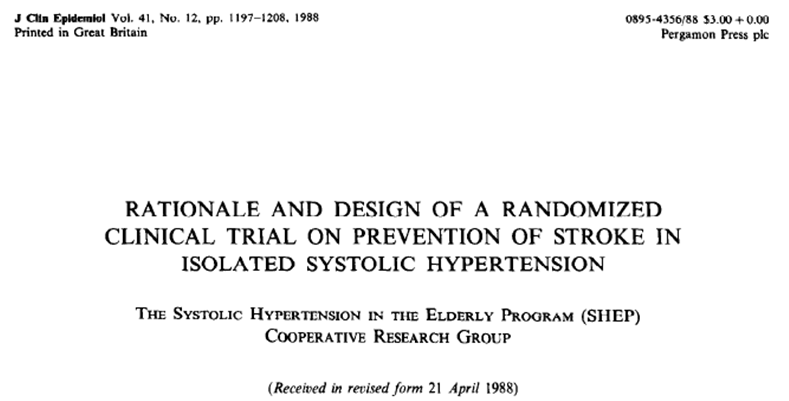 J Clin Epidemiol Vol. 41, No. 12, pp. 1197–1208, 1988
Printed in Great Britain
0895-4356/88 $3.00 + 0.00
Pergamon Press plc
RATIONALE AND DESIGN OF A RANDOMIZED
CLINICAL TRIAL ON PREVENTION OF STROKE IN
ISOLATED SYSTOLIC HYPERTENSION
THE SYSTOLIC HYPERTENSION IN THE ELDERLY PROGRAM (SHEP)
COOPERATIVE RESEARCH GROUP
(Received in revised form 21 April 1988)